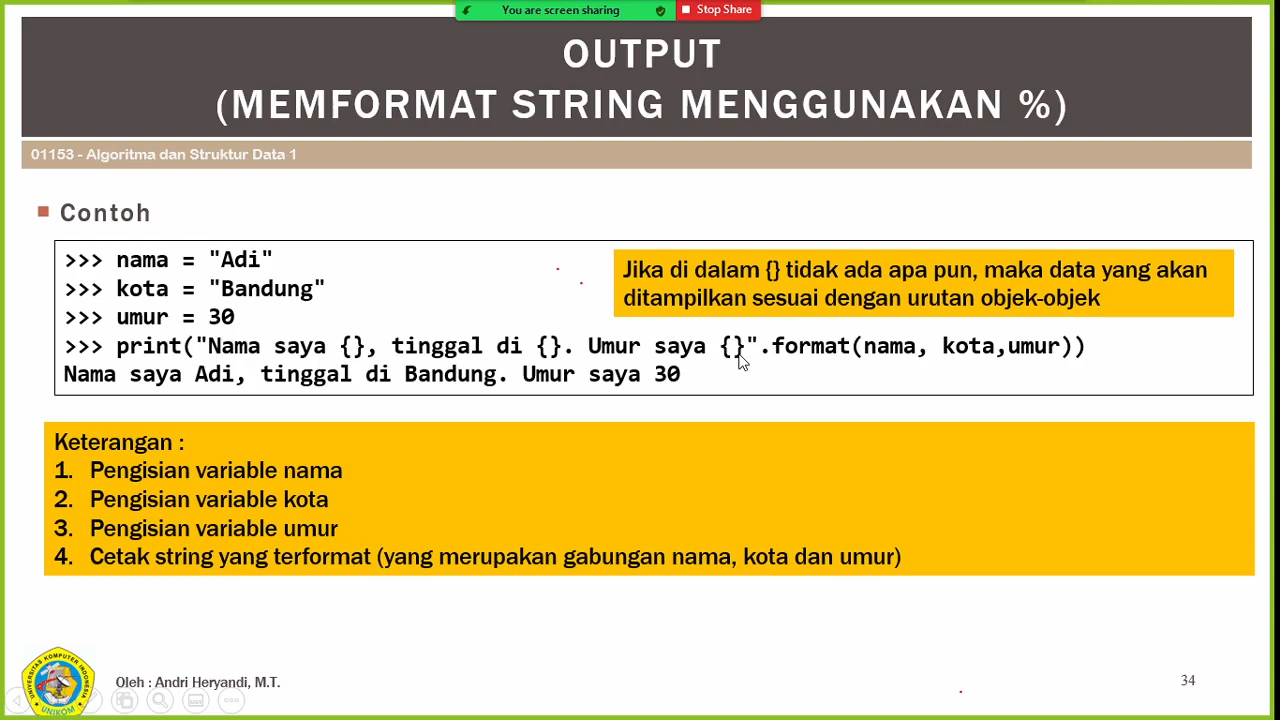 You are screen sharing
Stop Share
OUTPUT
(MEMFORMAT STRING MENGGUNAKAN %)
01153 - Algoritma dan Struktur Data 1
Contoh
>>> nama = "Adi"
>>> kota = "Bandung"
>>> umur = 30
>>> print("Nama saya {}, tinggal di {}. Umur saya {}".format(nama, kota,umur))
Nama saya Adi, tinggal di Bandung. Umur saya 30
Jika di dalam {} tidak ada apa pun, maka data yang akan
ditampilkan sesuai dengan urutan objek-objek
Keterangan :
1. Pengisian variable nama
2. Pengisian variable kota
3. Pengisian variable umur
4. Cetak string yang terformat (yang merupakan gabungan nama, kota dan umur)
UNIVERSITAS KOMPUTER INDONESIA
UNIKOM
Oleh : Andri Heryandi, M.T.
34